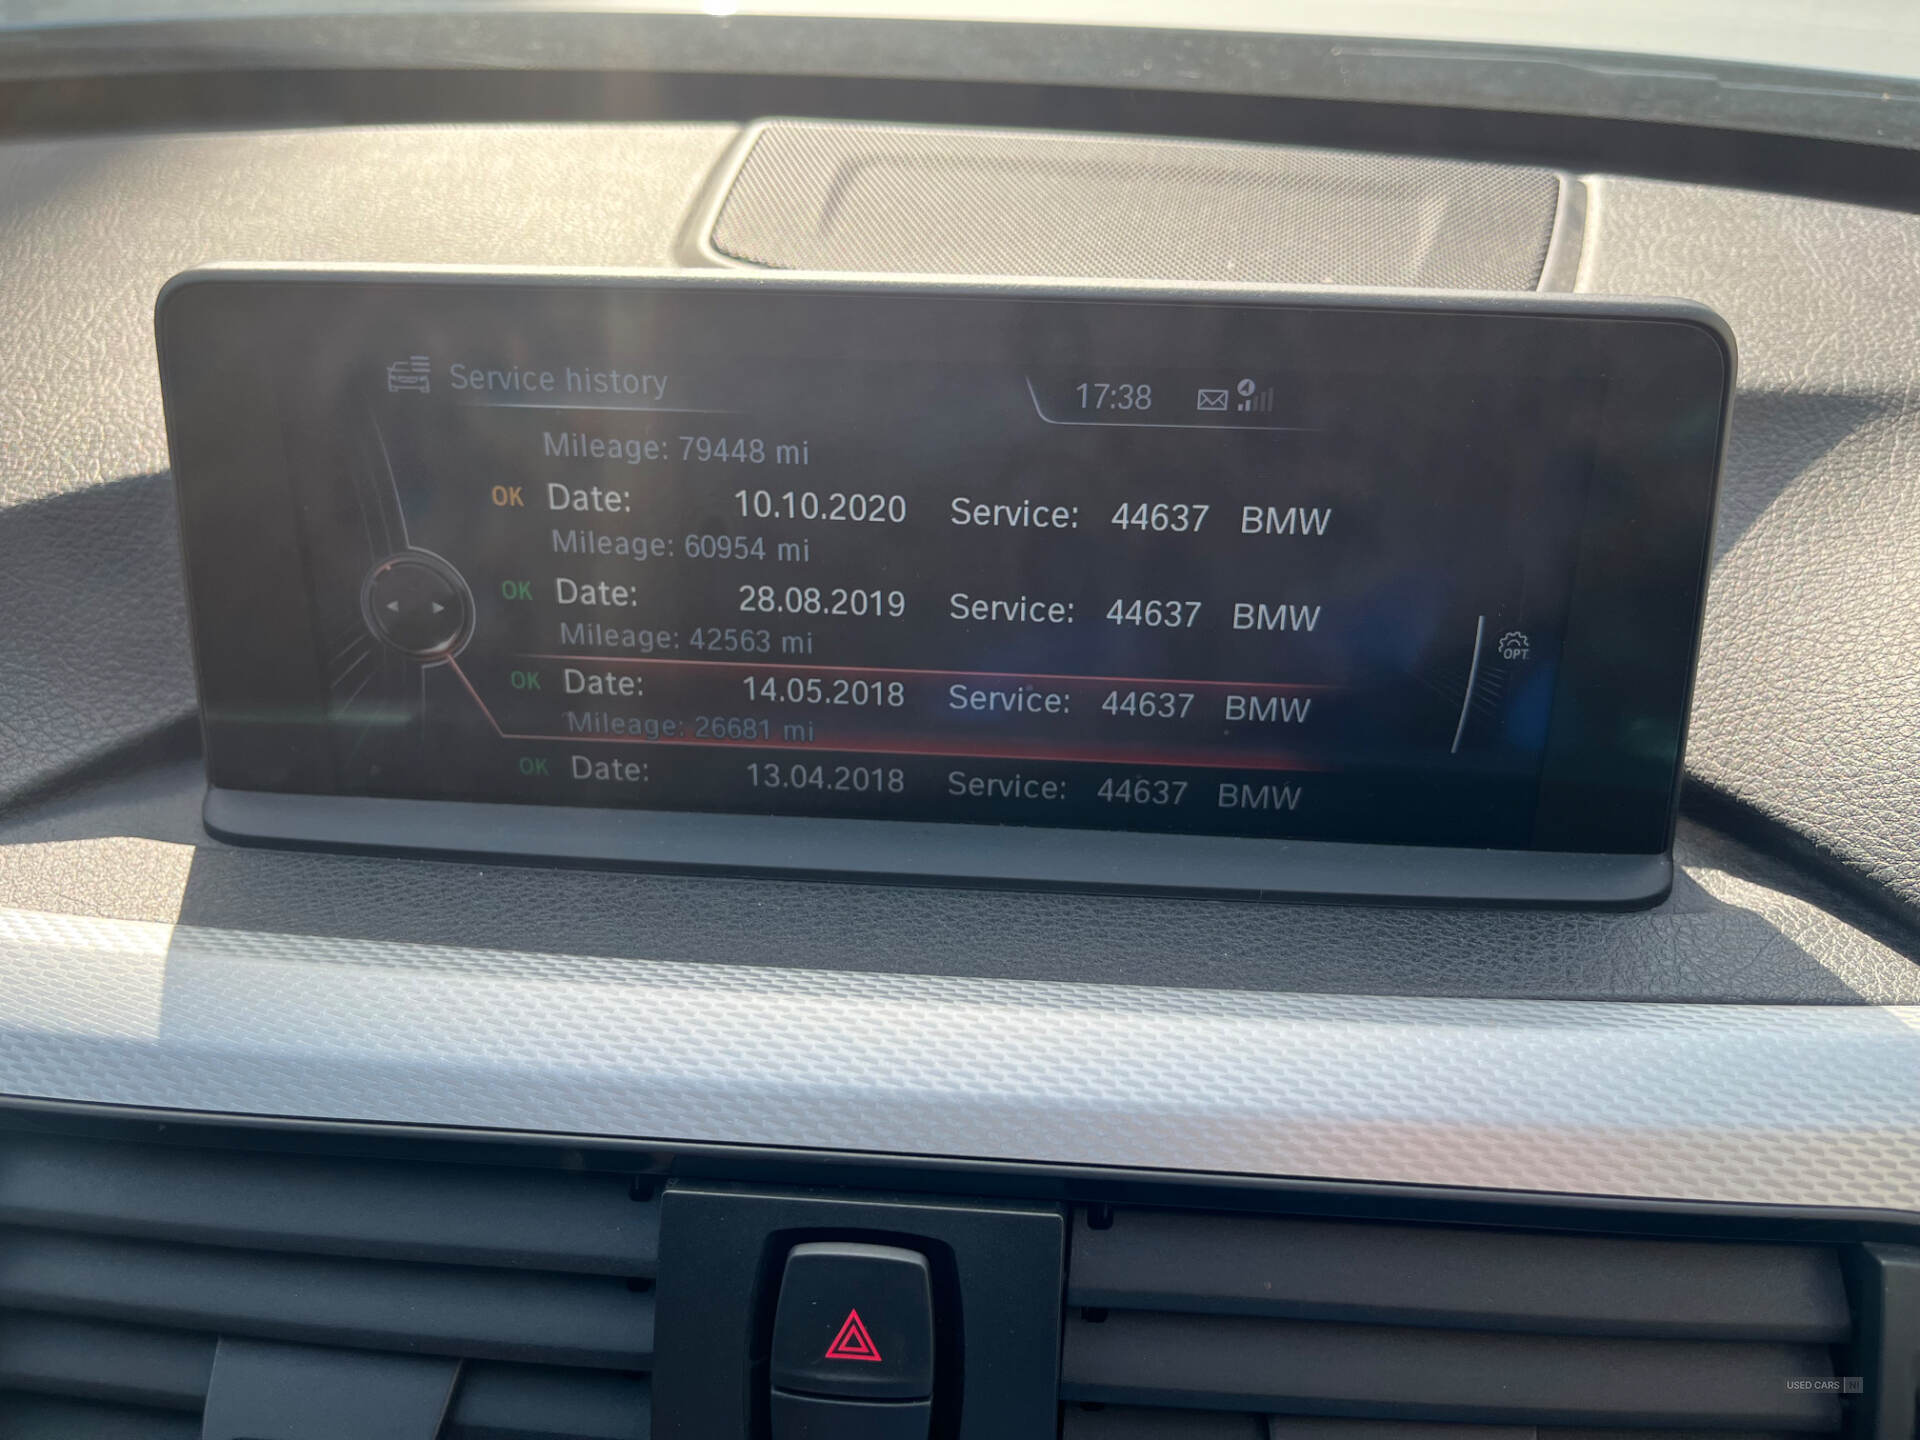 Service history 17:38
Mileage: 79448 mi
OK Date: 10.10.2020 Service: 44637 BMW
Mileage: 60954 mi
OK Date: 28.08.2019 Service: 44637 BMW
Mileage: 42563 mi
OPT
OK Date: 14.05.2018 Service: 44637 BMW
Mileage: 26681 mi
OK Date: 13.04.2018 Service: 44637 BMW
USED CARS NI